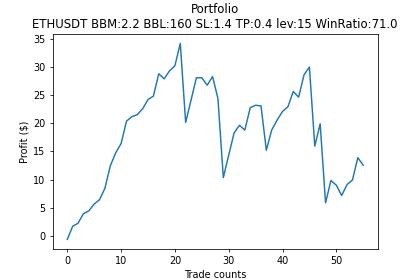 Portfolio
ETHUSDT BBM:2.2 BBL:160 SL:1.4 TP:0.4 lev:15 WinRatio:71.0
Profit ($)
35
30
25
20
15
10
5
0
0 10 20 30 40 50
Trade counts